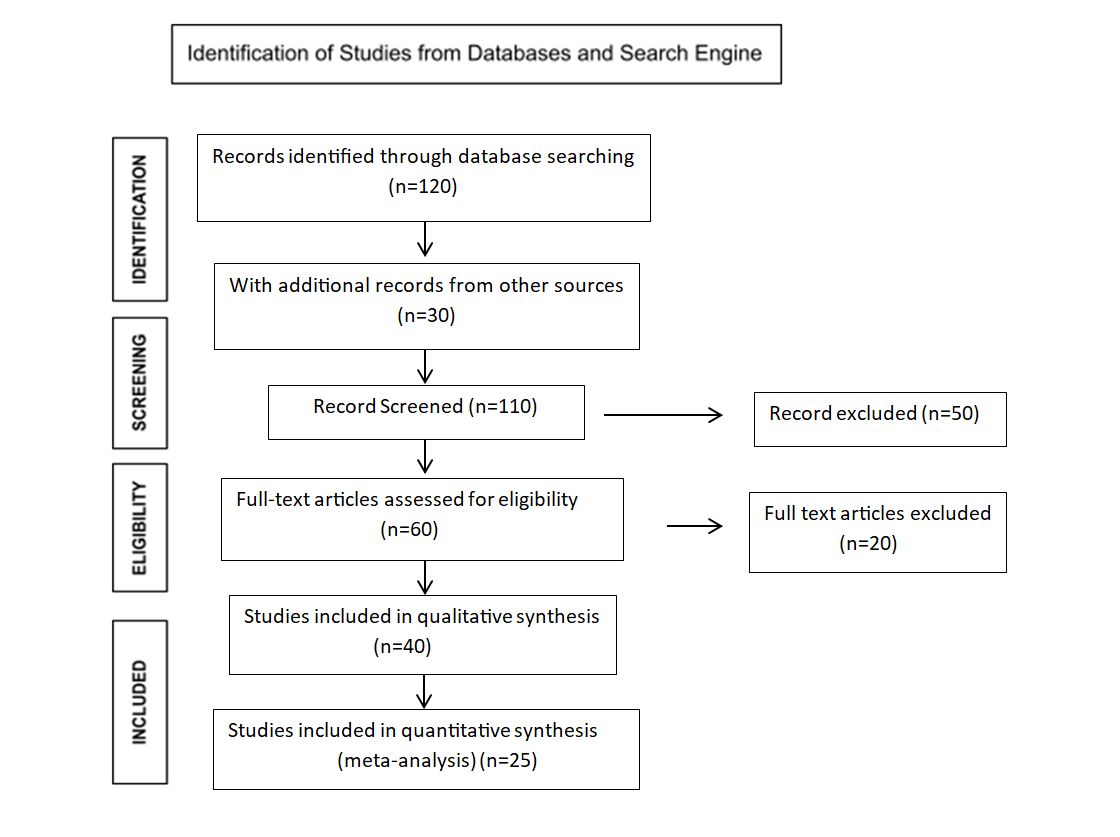 Identification of Studies from Databases and Search Engine
IDENTIFICATION
Records identified through database searching
(n=120)
With additional records from other sources
(n=30)
SCREENING
Record Screened (n=110)
Record excluded (n=50)
ELIGIBILITY
Full-text articles assessed for eligibility
(n=60)
Full text articles excluded
(n=20)
INCLUDED
Studies included in qualitative synthesis
(n=40)
Studies included in quantitative synthesis
(meta-analysis) (n=25)